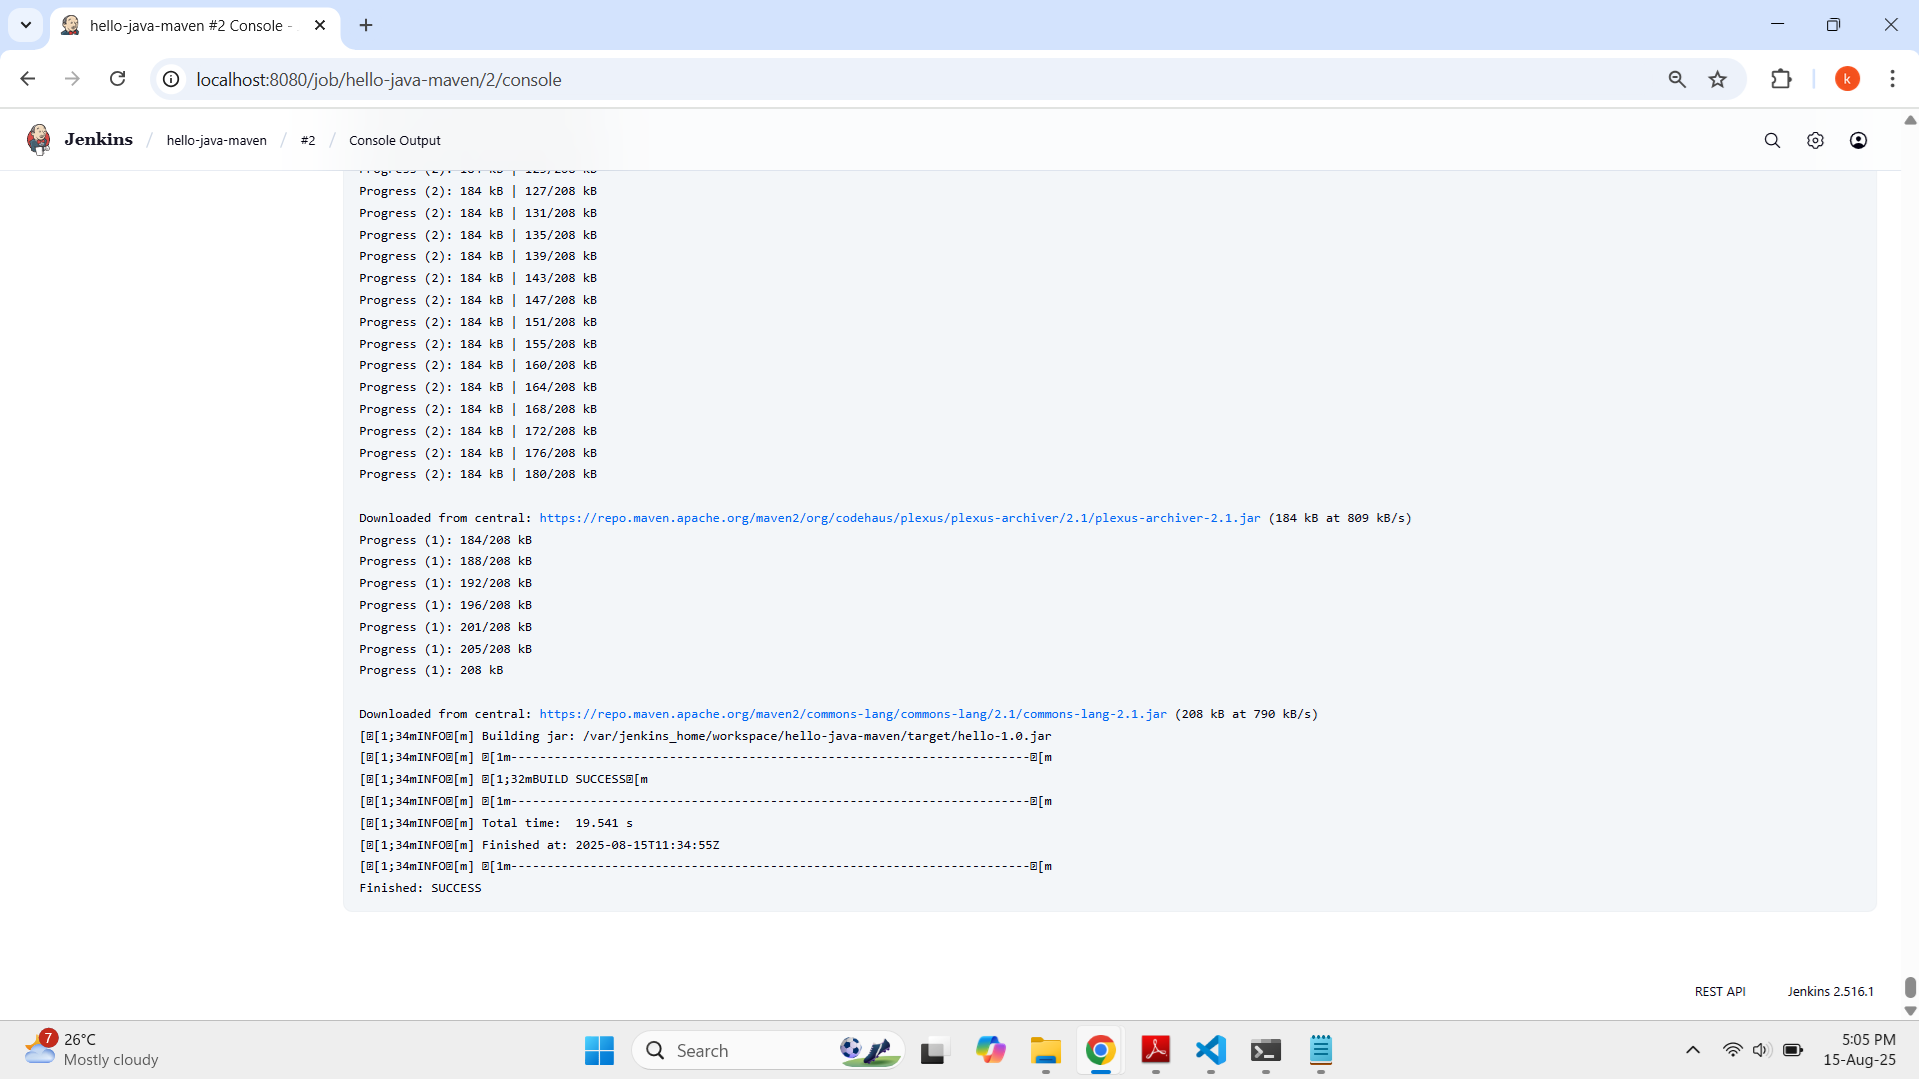 hello-java-maven #2 Console -
localhost:8080/job/hello-java-maven/2/console
k
Jenkins / hello-java-maven / #2 / Console Output
Progress (2): 184 kB | 127/208 kB
Progress (2): 184 kB | 131/208 kB
Progress (2): 184 kB | 135/208 kB
Progress (2): 184 kB | 139/208 kB
Progress (2): 184 kB | 143/208 kB
Progress (2): 184 kB | 147/208 kB
Progress (2): 184 kB | 151/208 kB
Progress (2): 184 kB | 155/208 kB
Progress (2): 184 kB | 160/208 kB
Progress (2): 184 kB | 164/208 kB
Progress (2): 184 kB | 168/208 kB
Progress (2): 184 kB | 172/208 kB
Progress (2): 184 kB | 176/208 kB
Progress (2): 184 kB | 180/208 kB
Downloaded from central: https://repo.maven.apache.org/maven2/org/codehaus/plexus/plexus-archiver/2.1/plexus-archiver-2.1.jar (184 kB at 809 kB/s)
Progress (1): 184/208 kB
Progress (1): 188/208 kB
Progress (1): 192/208 kB
Progress (1): 196/208 kB
Progress (1): 201/208 kB
Progress (1): 205/208 kB
Progress (1): 208 kB
Downloaded from central: https://repo.maven.apache.org/maven2/commons-lang/commons-lang/2.1/commons-lang-2.1.jar (208 kB at 790 kB/s)
[[1;34mINFO[m] Building jar: /var/jenkins_home/workspace/hello-java-maven/target/hello-1.0.jar
[[1;34mINFO[m] [1m------------------------------------------------------------------------[m
[[1;34mINFO[m] [1;32mBUILD SUCCESS[m
[[1;34mINFO[m] [1m------------------------------------------------------------------------[m
[[1;34mINFO[m] Total time:  19.541 s
[[1;34mINFO[m] Finished at: 2025-08-15T11:34:55Z
[[1;34mINFO[m] [1m------------------------------------------------------------------------[m
Finished: SUCCESS
REST API
Jenkins 2.516.1
7
26°C
Mostly cloudy
Search
5:05 PM
15-Aug-25